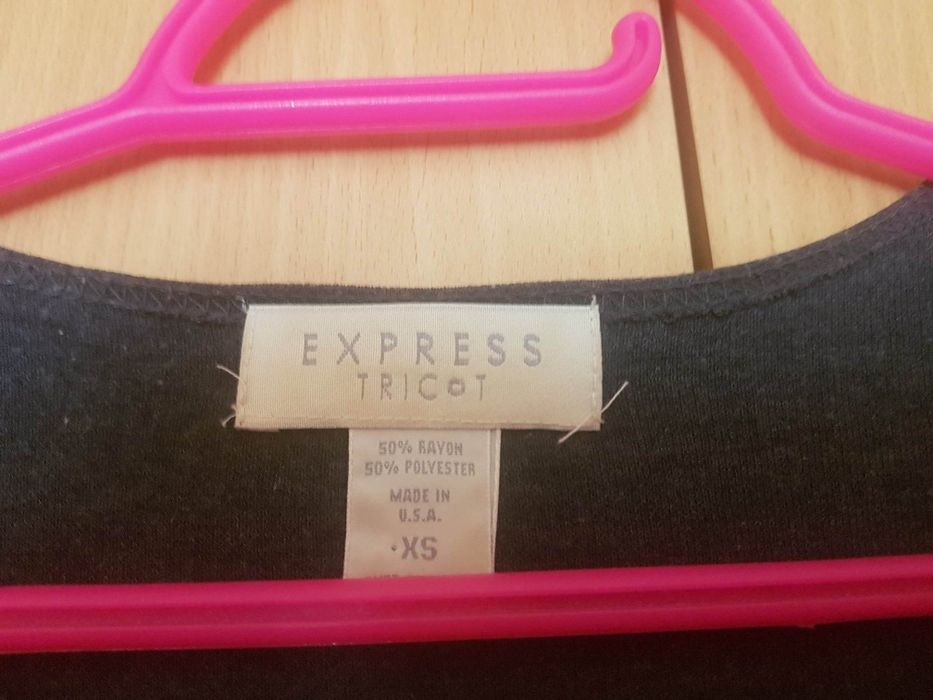 EXPRESS
TRICOT
50% RAYON
50% POLYESTER
MADE IN
U.S.A.
·XS